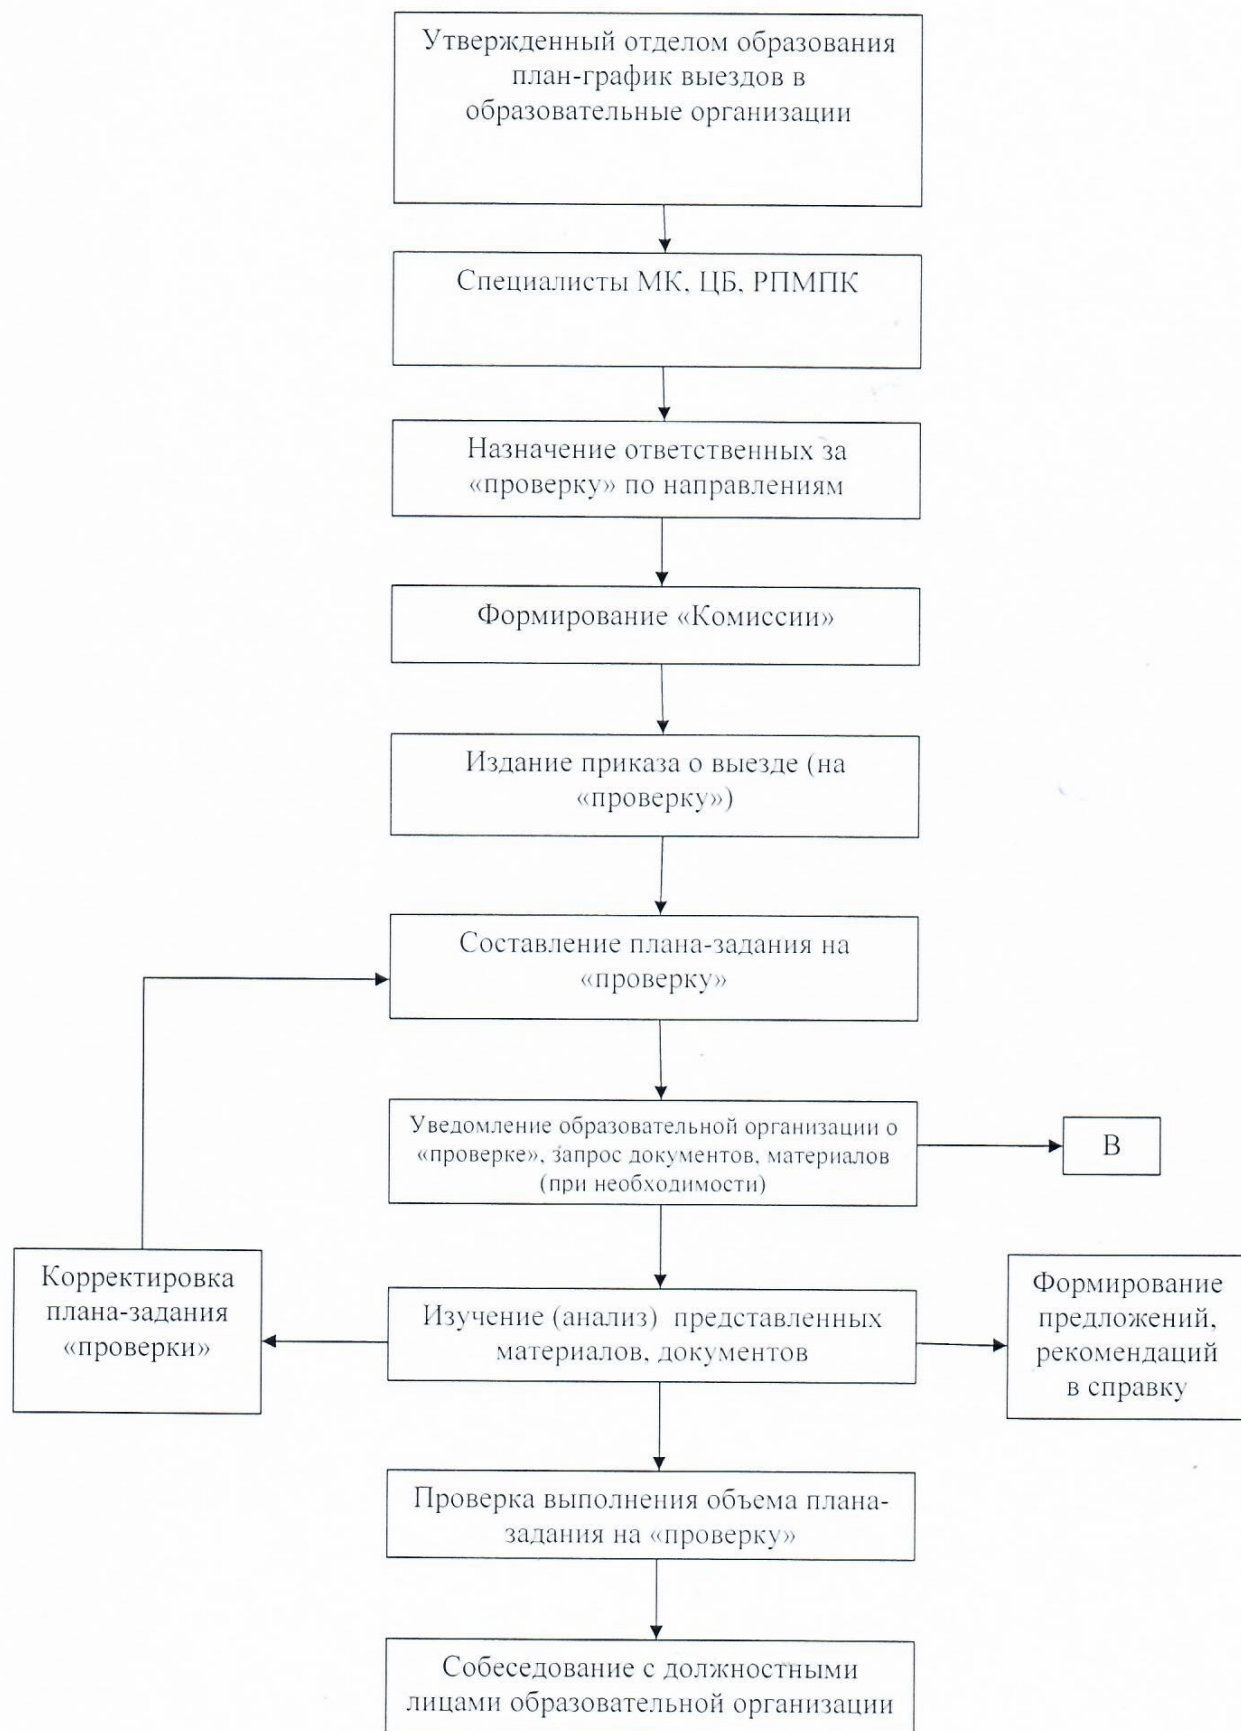 Утвержденный отделом образования
план-график выездов в
образовательные организации
Специалисты МК, ЦБ, РПМПК
Назначение ответственных за
«проверку» по направлениям
Формирование «Комиссии»
Издание приказа о выезде (на
«проверку»)
Составление плана-задания на
«проверку»
Уведомление образовательной организации о
«проверке», запрос документов, материалов
(при необходимости)
В
Корректировка
плана-задания
«проверки»
Изучение (анализ) представленных
материалов, документов
Формирование
предложений,
рекомендаций
в справку
Проверка выполнения объема плана-
задания на «проверку»
Собеседование с должностными
лицами образовательной организации